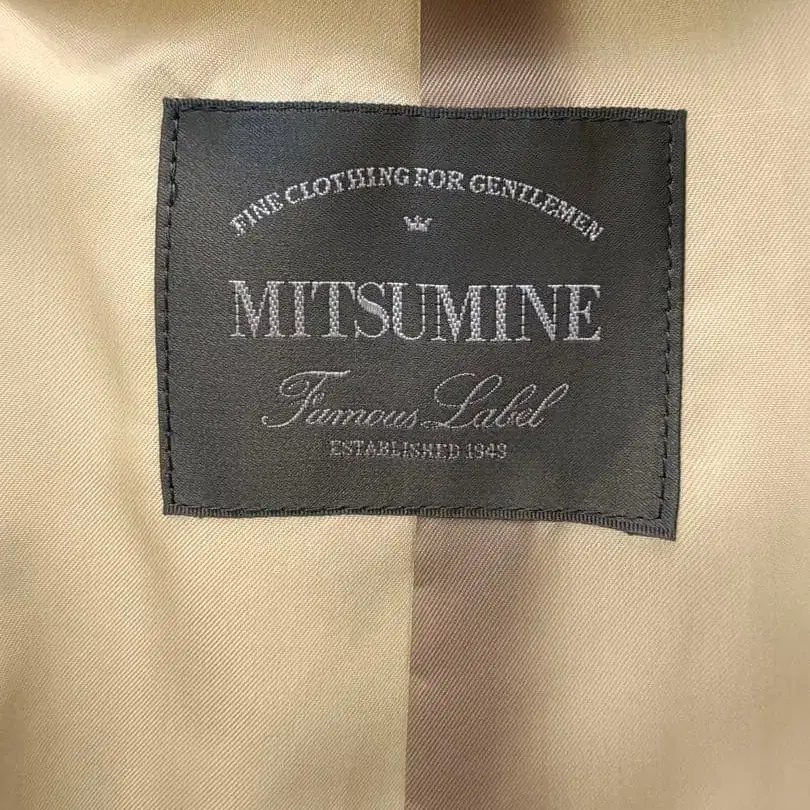 FINE CLOTHING FOR GENTLEMEN
MITSUMINE
Famous Label
ESTABLISHED 1949